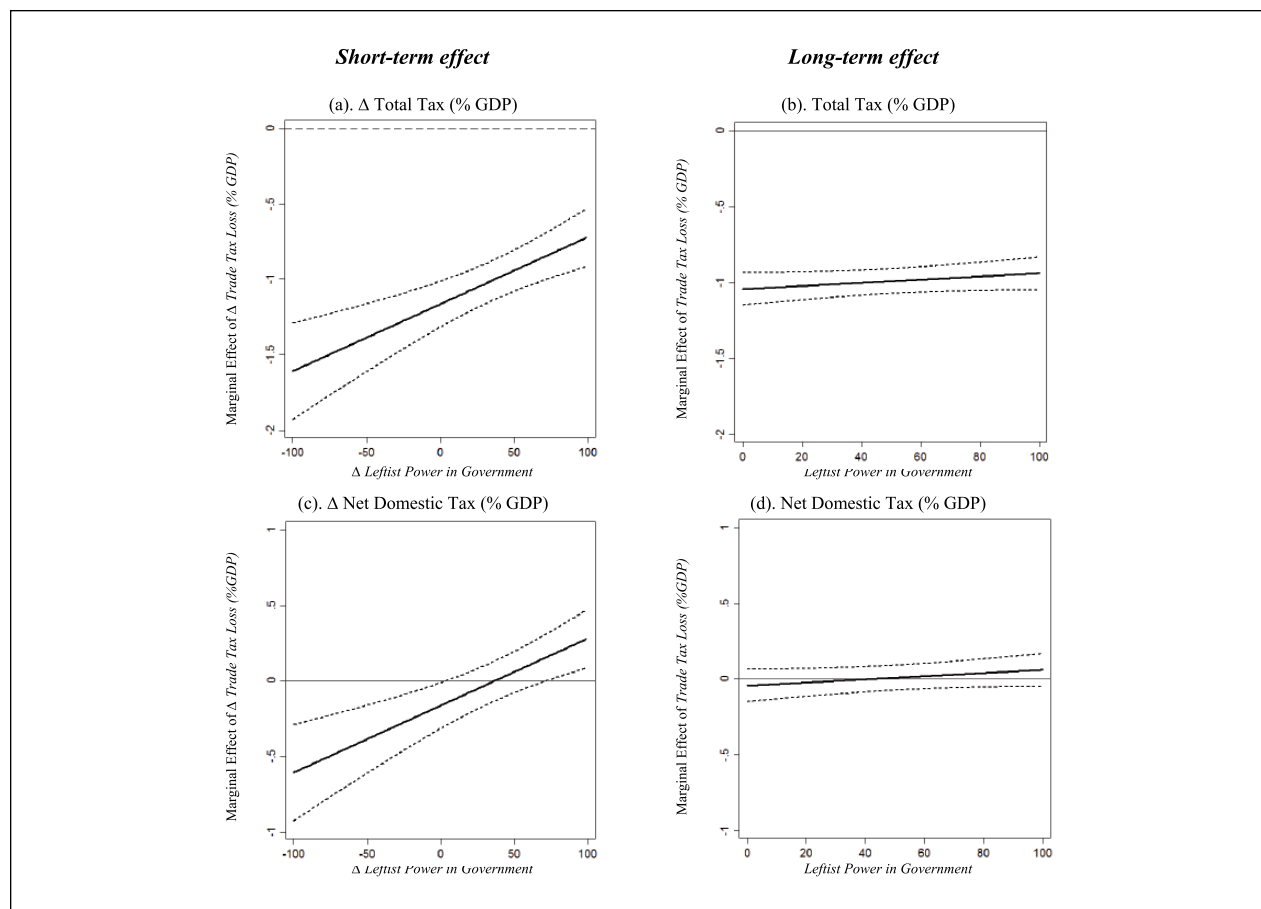 Short-term effect
Long-term effect
(a). Δ Total Tax (% GDP)
(b). Total Tax (% GDP)
Marginal Effect of Δ Trade Tax Loss (% GDP)
0
-.5
-1
-1.5
-2
-100 -50 0 50 100
Δ Leftist Power in Government
Marginal Effect of Trade Tax Loss (% GDP)
0
-.5
-1
-1.5
-2
0 20 40 60 80 100
Leftist Power in Government
(c). Δ Net Domestic Tax (% GDP)
(d). Net Domestic Tax (% GDP)
Marginal Effect of Δ Trade Tax Loss (%GDP)
1
.5
0
-.5
-1
-100 -50 0 50 100
Δ Leftist Power in Government
Marginal Effect of Trade Tax Loss (%GDP)
1
.5
0
-.5
-1
0 20 40 60 80 100
Leftist Power in Government